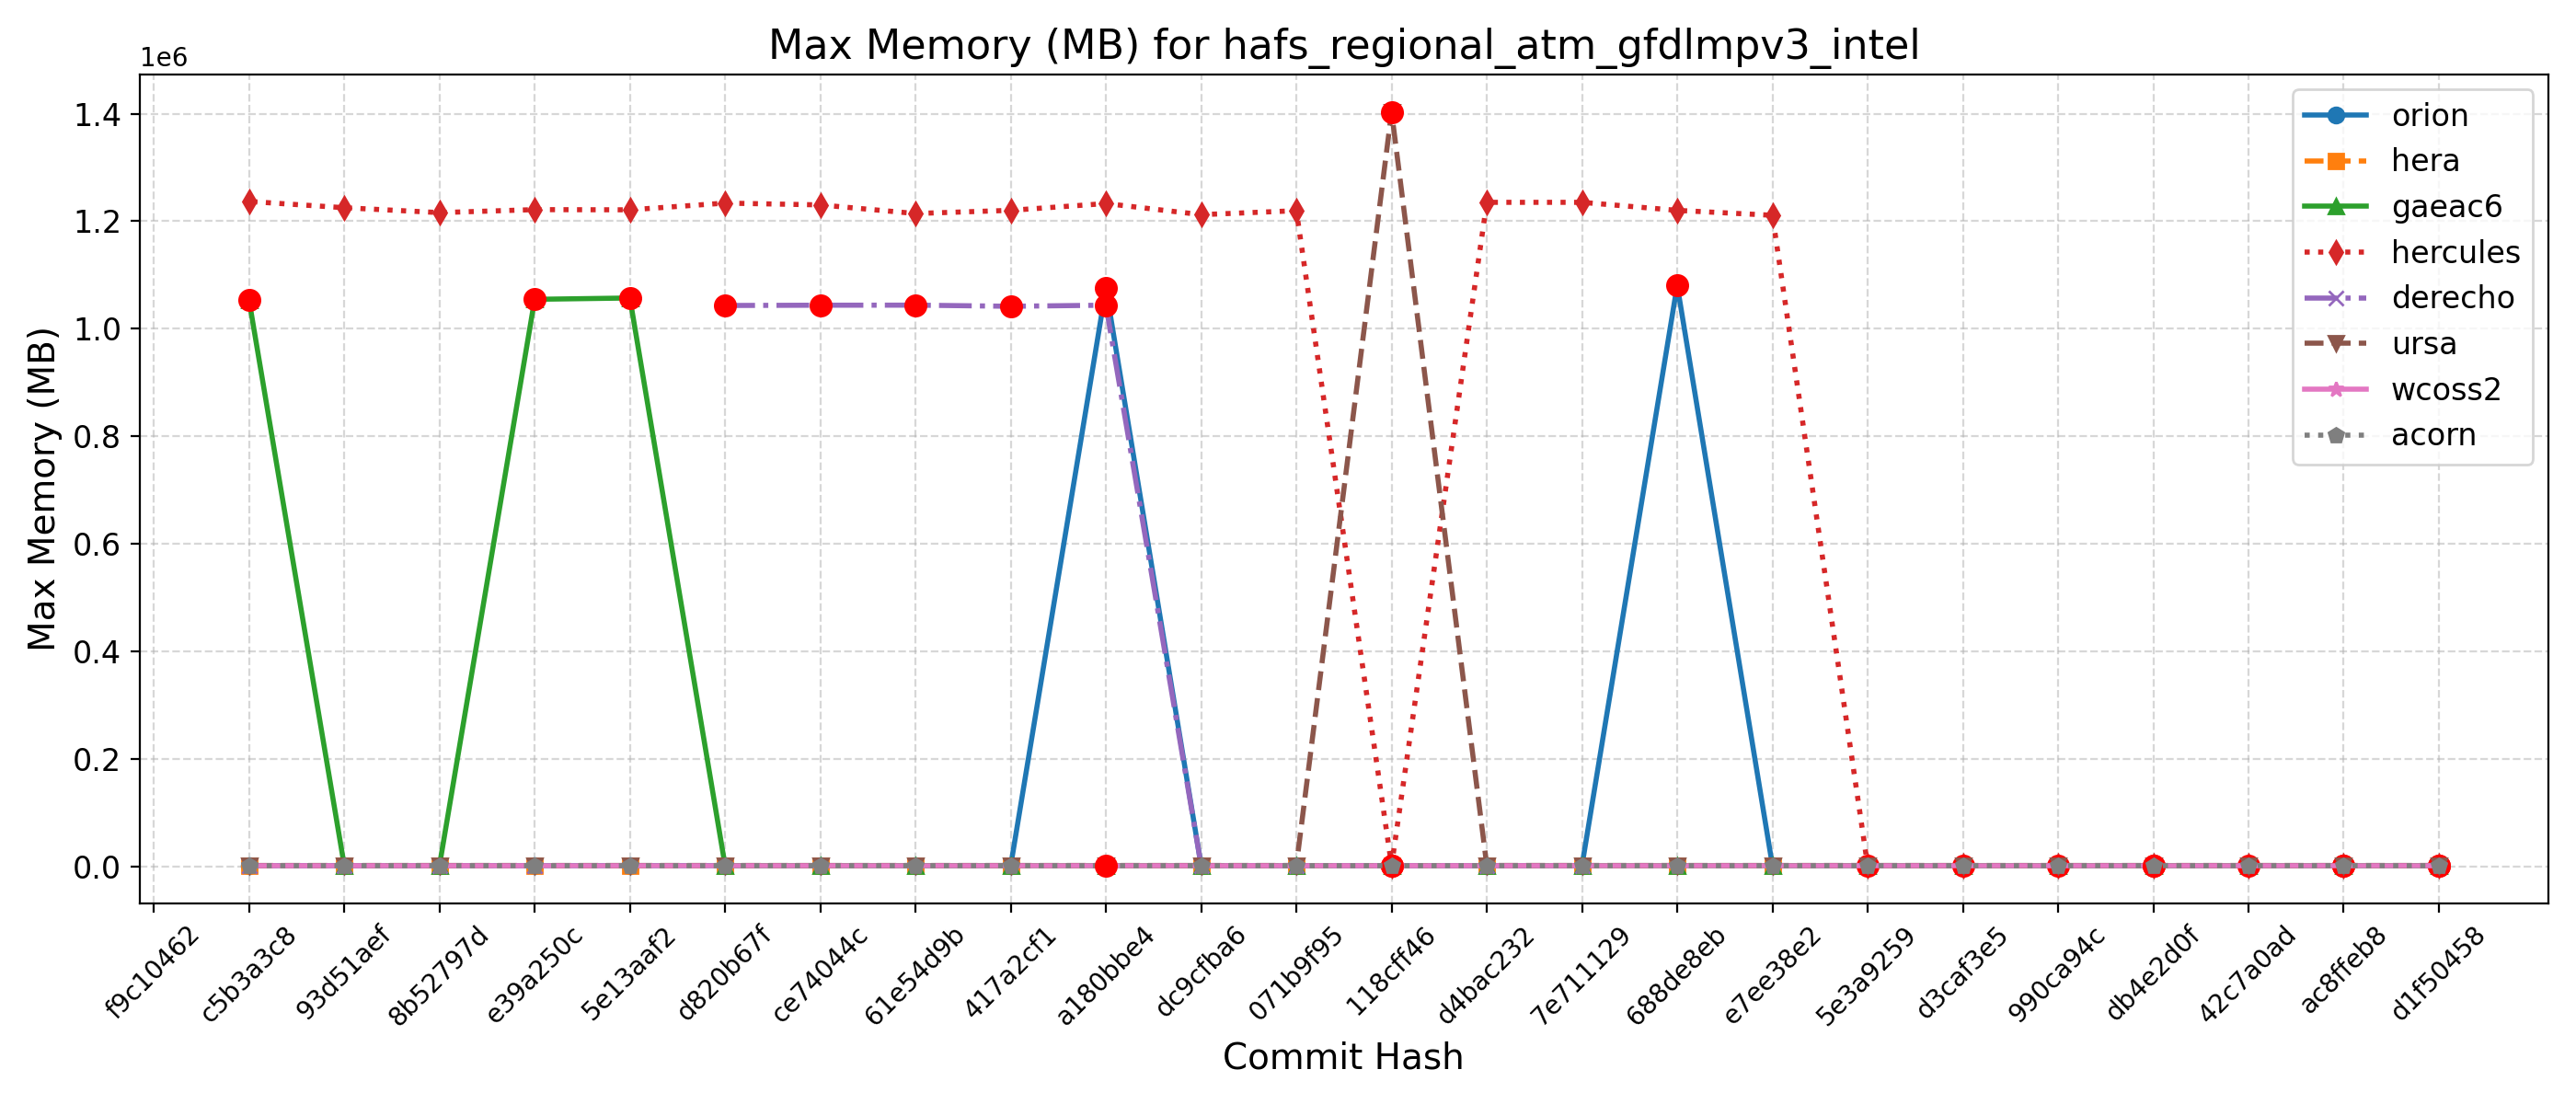 Max Memory (MB) for hafs_regional_atm_gfdlmpv3_intel
1e6
1.4
1.2
1.0
0.8
0.6
0.4
0.2
0.0
Max Memory (MB)
orion
hera
gaeac6
hercules
derecho
ursa
wcoss2
acorn
f9c10462
c5b3a3c8
93d51aef
8b52797d
e39a250c
5e13aaf2
d820b67f
ce74044c
61e54d9b
417a2cf1
a180bbe4
dc9cfba6
071b9f95
118cff46
d4bac232
7e711129
688de8eb
e7ee38e2
5e3a9259
d3caf3e5
990ca94c
db4e2d0f
42c7a0ad
ac8ffeb8
d1f50458
Commit Hash